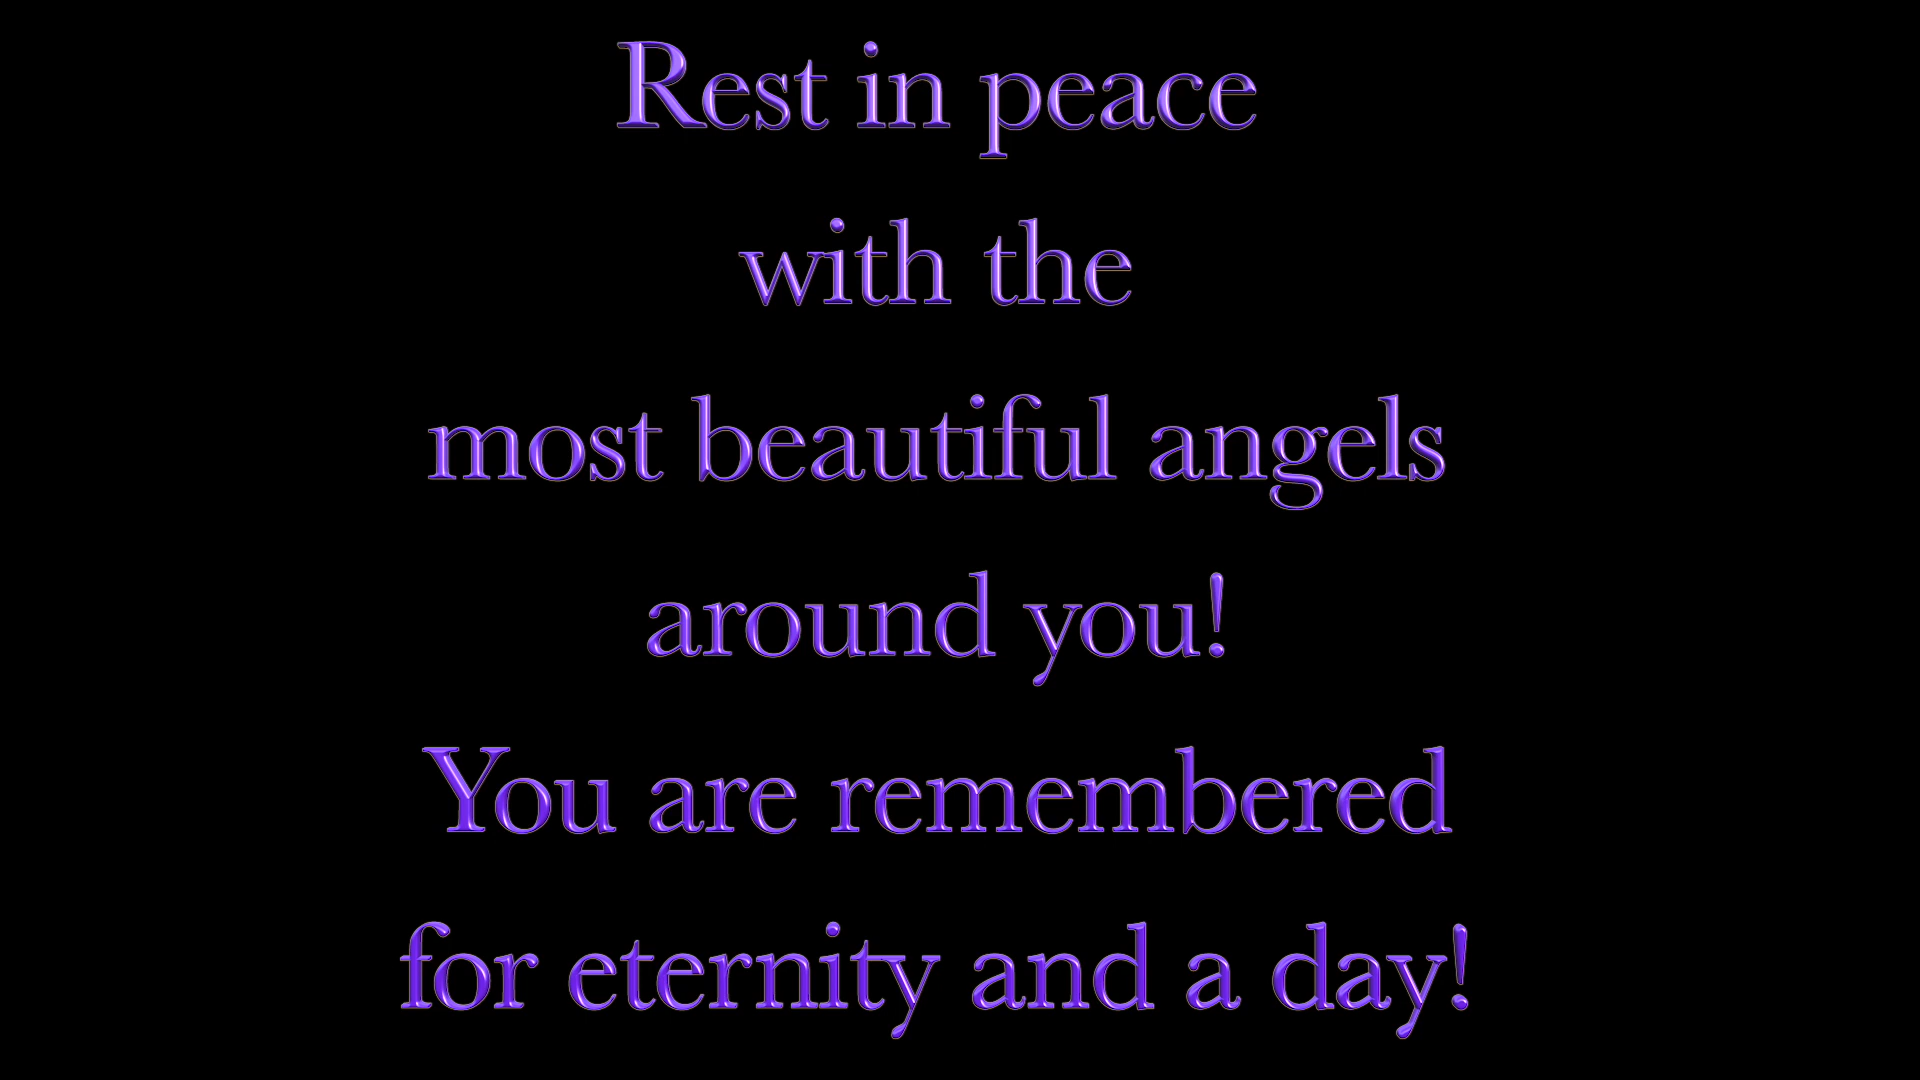 Rest in peace
with the
most beautiful angels
around you!
You are remembered
for eternity and a day!